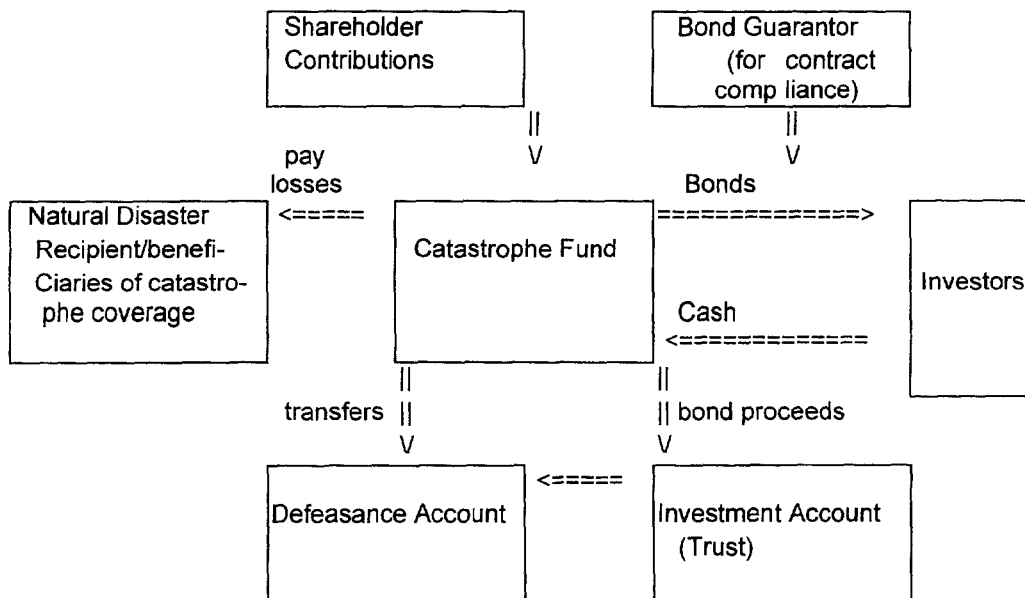 Shareholder
Contributions
Bond Guarantor
(for contract
comp liance)
||
V
||
V
pay
losses
<=====
Bonds
==============>
Natural Disaster
Recipient/benefi-
Ciaries of catastro-
phe coverage
Catastrophe Fund
Investors
Cash
<=============
||
transfers ||
V
||
|| bond proceeds
V
<=====
Defeasance Account
Investment Account
(Trust)